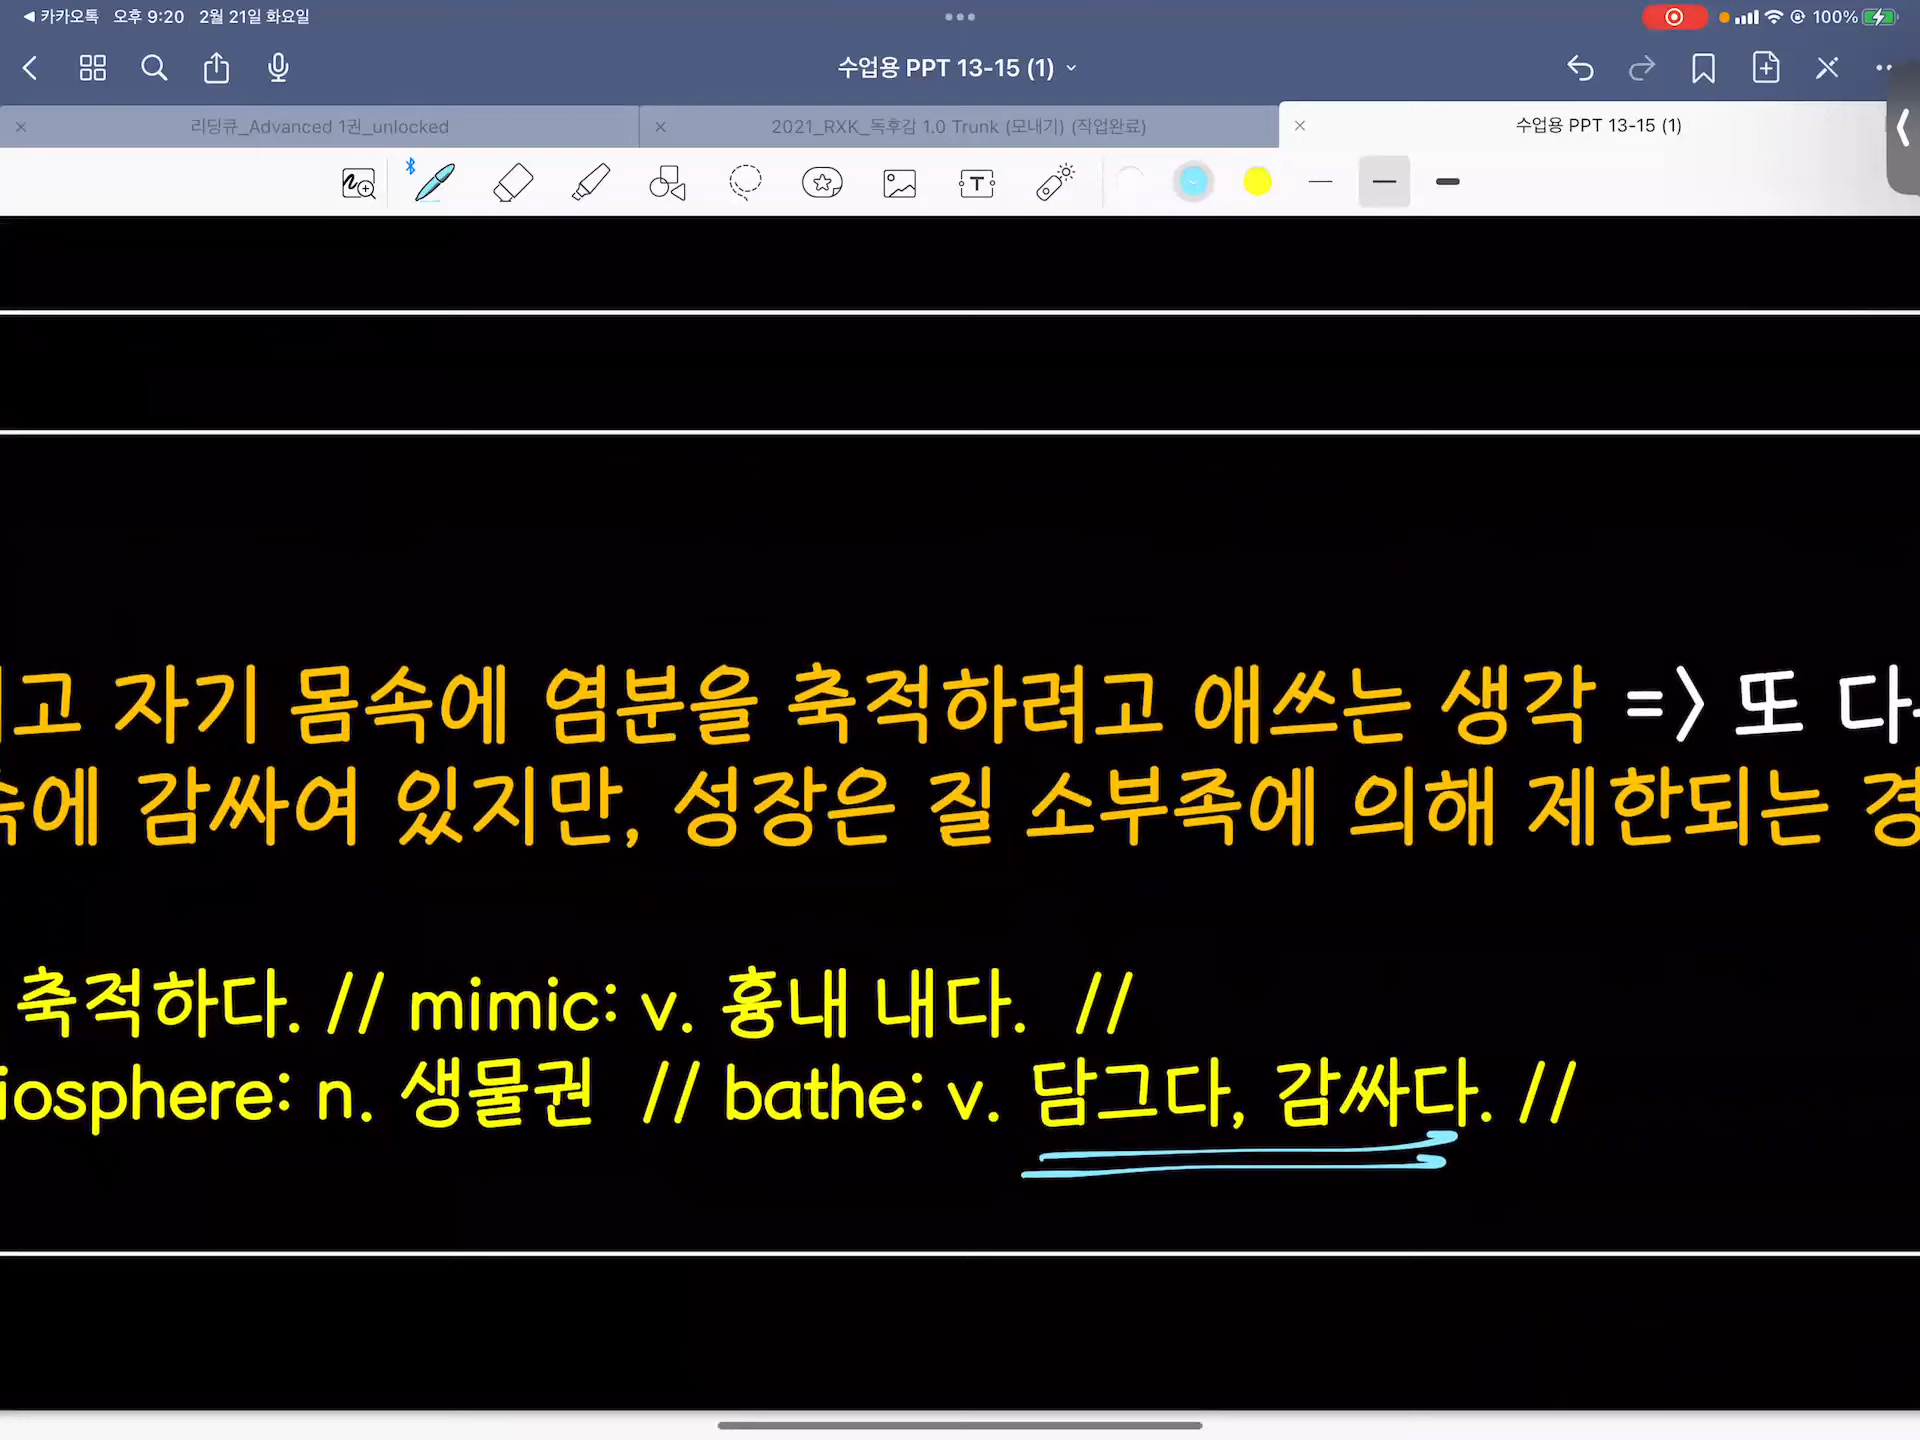 ◀ 카카오톡 오후 9:20 2월 21일 화요일 100%
수업용 PPT 13-15 (1)
리딩큐_Advanced 1권_unlocked
2021_RXK_독후감 1.0 Trunk (모내기) (작업완료)
수업용 PPT 13-15 (1)
고 자기 몸속에 염분을 축적하려고 애쓰는 생각 => 또 다
속에 감싸여 있지만, 성장은 질 소부족에 의해 제한되는 경
축적하다. // mimic: v. 흉내 내다. //
iosphere: n. 생물권 // bathe: v. 담그다, 감싸다. //